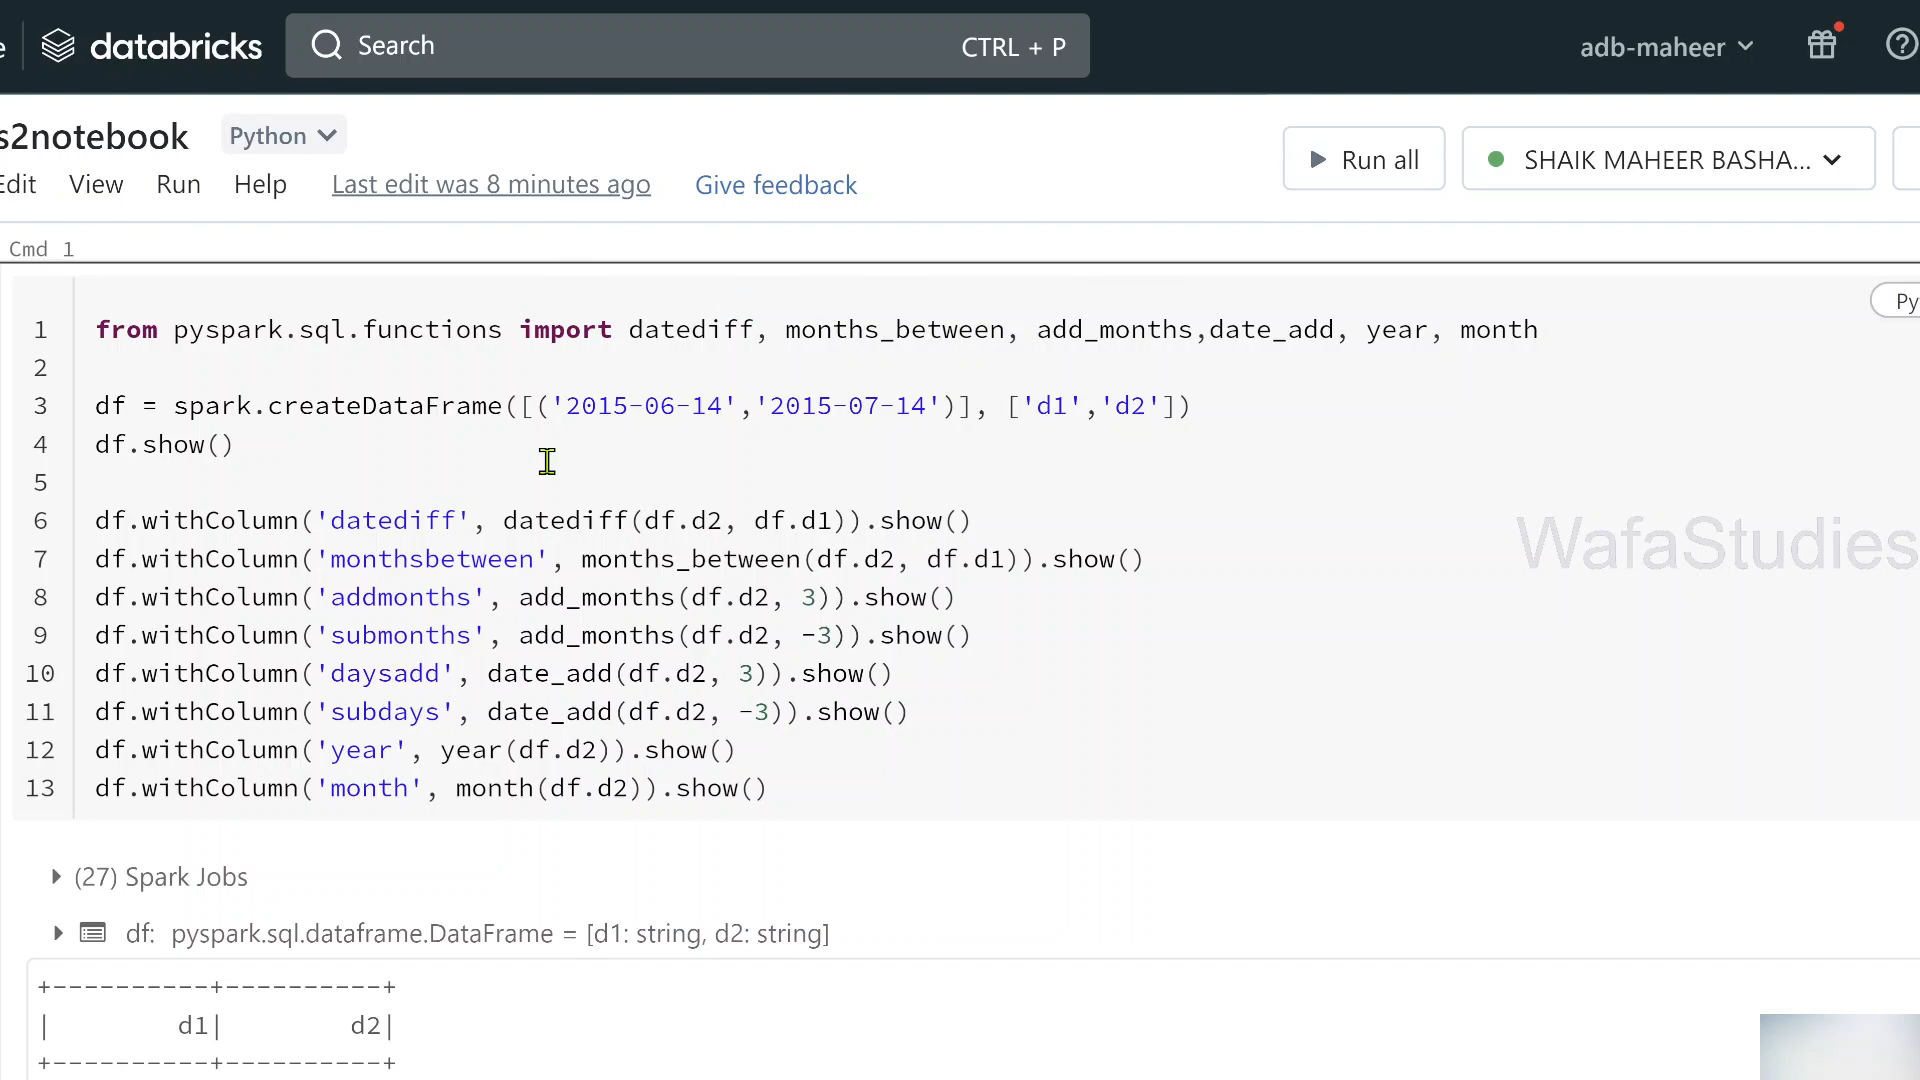 databricks Search CTRL + P adb-maheer
s2notebook Python
Edit View Run Help Last edit was 8 minutes ago Give feedback
Run all SHAIK MAHEER BASHA...
Cmd 1
Py
1 from pyspark.sql.functions import datediff, months_between, add_months,date_add, year, month
2
3 df = spark.createDataFrame([('2015-06-14','2015-07-14')], ['d1','d2'])
4 df.show()
5
6 df.withColumn('datediff', datediff(df.d2, df.d1)).show()
7 df.withColumn('monthsbetween', months_between(df.d2, df.d1)).show()
8 df.withColumn('addmonths', add_months(df.d2, 3)).show()
9 df.withColumn('submonths', add_months(df.d2, -3)).show()
10 df.withColumn('daysadd', date_add(df.d2, 3)).show()
11 df.withColumn('subdays', date_add(df.d2, -3)).show()
12 df.withColumn('year', year(df.d2)).show()
13 df.withColumn('month', month(df.d2)).show()
WafaStudies
(27) Spark Jobs
df: pyspark.sql.dataframe.DataFrame = [d1: string, d2: string]
+----------+----------+
|        d1|        d2|
+----------+----------+